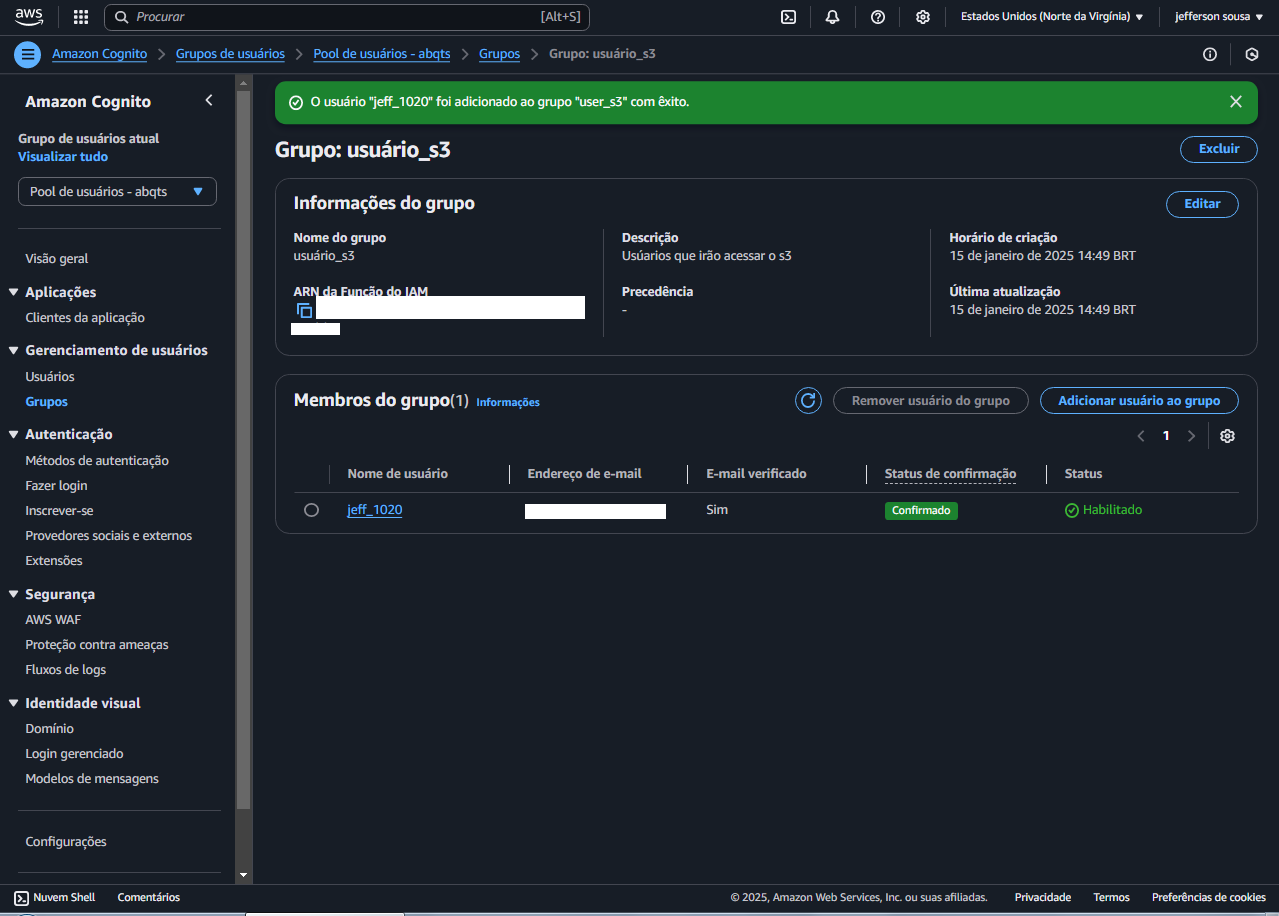 aws Procurar [Alt+S] Estados Unidos (Norte da Virgínia) jefferson sousa
Amazon Cognito Grupos de usuários Pool de usuários - abqts Grupos Grupo: usuário_s3
Amazon Cognito
Grupo de usuários atual
Visualizar tudo
Pool de usuários - abqts
Visão geral
Aplicações
Clientes da aplicação
Gerenciamento de usuários
Usuários
Grupos
Autenticação
Métodos de autenticação
Fazer login
Inscrever-se
Provedores sociais e externos
Extensões
Segurança
AWS WAF
Proteção contra ameaças
Fluxos de logs
Identidade visual
Domínio
Login gerenciado
Modelos de mensagens
Configurações
O usuário "jeff_1020" foi adicionado ao grupo "user_s3" com êxito.
Grupo: usuário_s3 Excluir
Informações do grupo Editar
Nome do grupo Descrição Horário de criação
usuário_s3 Usúarios que irão acessar o s3 15 de janeiro de 2025 14:49 BRT
ARN da Função do IAM Precedência Última atualização
- 15 de janeiro de 2025 14:49 BRT
Membros do grupo(1) Informações Remover usuário do grupo Adicionar usuário ao grupo
1
Nome de usuário Endereço de e-mail E-mail verificado Status de confirmação Status
jeff_1020 Sim Confirmado Habilitado
Nuvem Shell Comentários © 2025, Amazon Web Services, Inc. ou suas afiliadas. Privacidade Termos Preferências de cookies